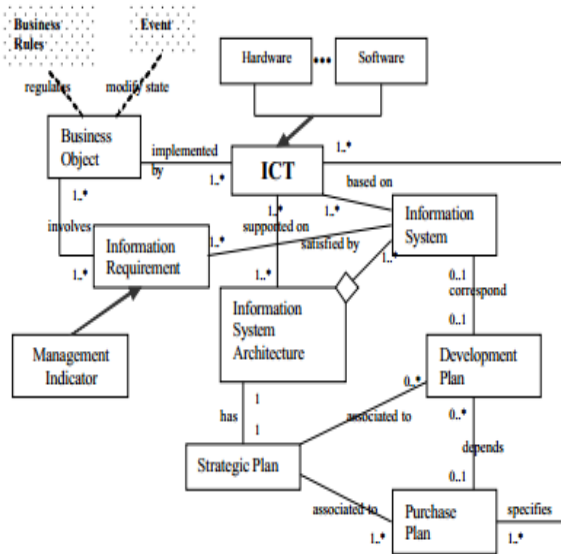 Business
Rules
Event
regulates
modify state
Hardware
•••
Software
Business
Object
implemented
by
1..*
ICT
1..*
1..*
based on
1..*
1..*
Information
System
involves
1..*
Information
Requirement
1..*
supported on
satisfied by
1..*
1..*
Information
System
Architecture
0..1
correspond
0..1
Management
Indicator
Development
Plan
0..*
0..*
1
has
1
associated to
depends
0..1
Strategic Plan
associated to
1..*
Purchase
Plan
specifies
1..*